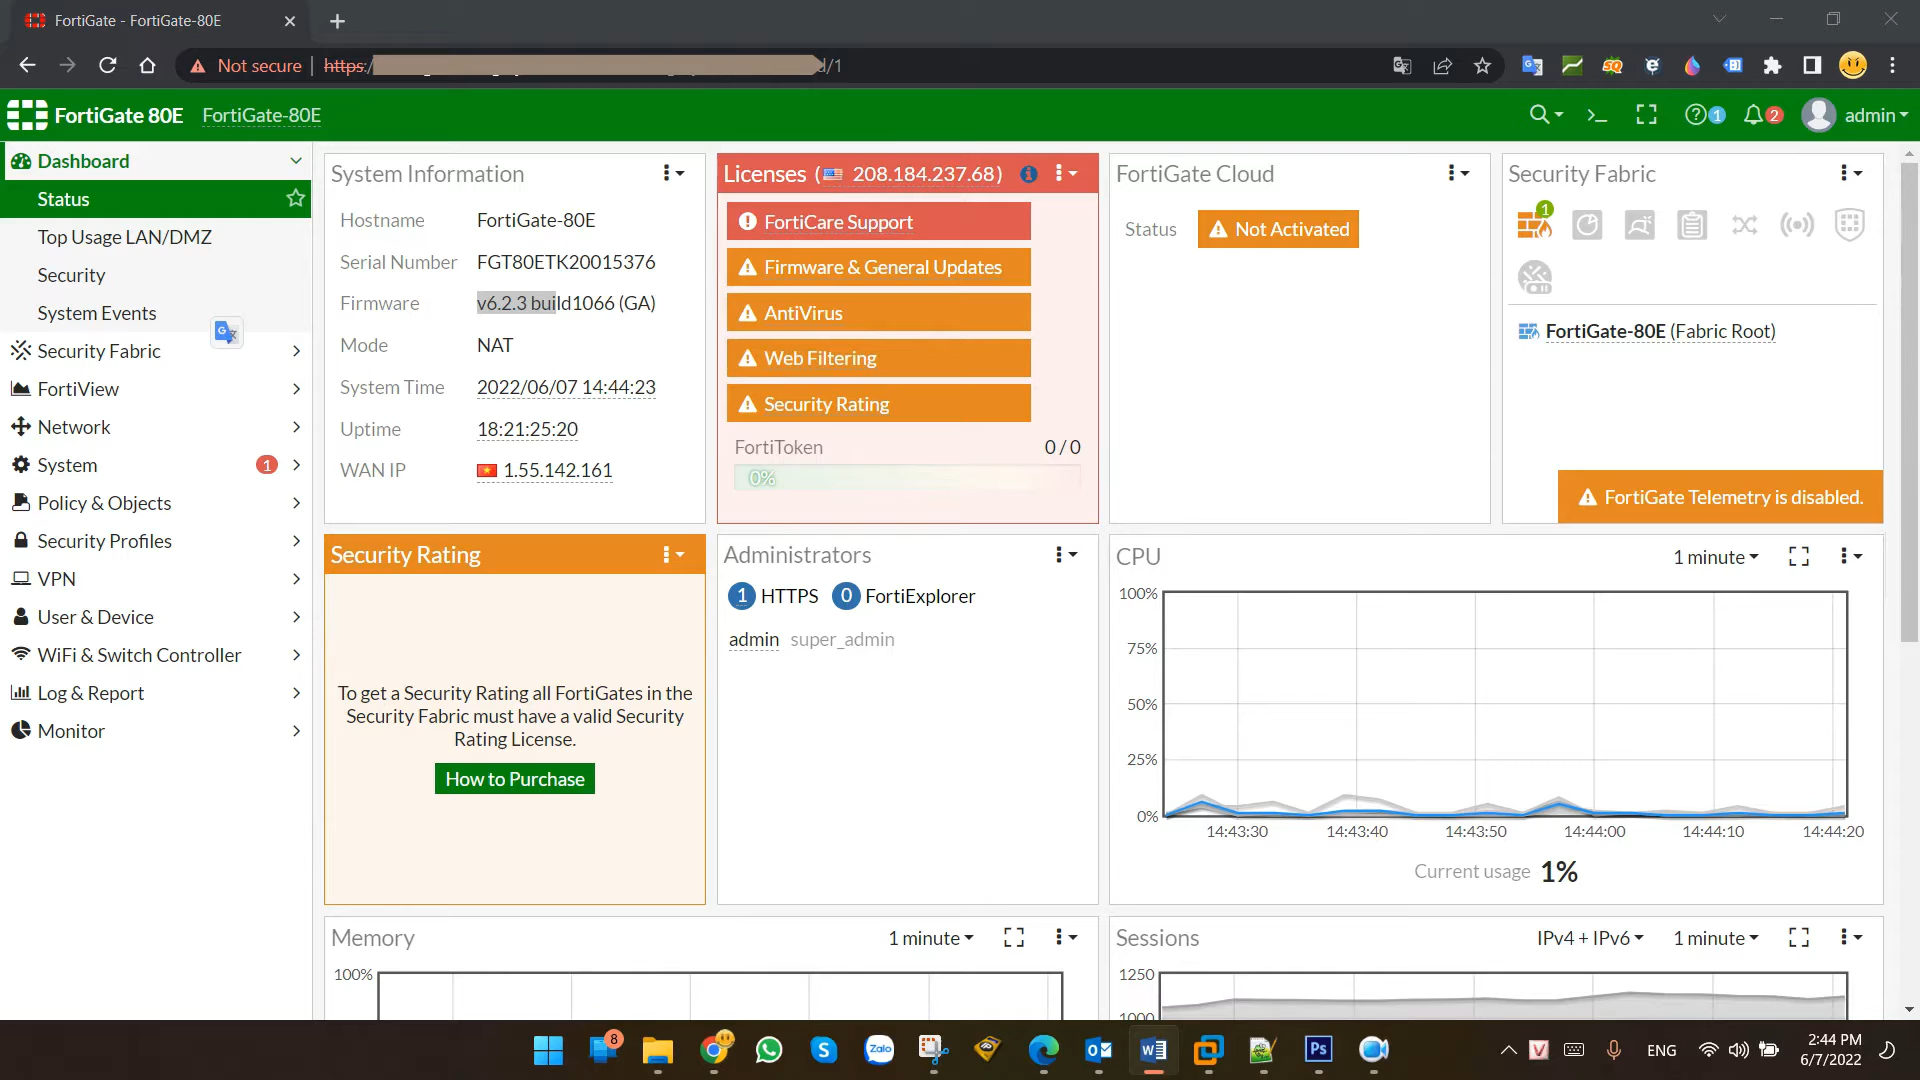 FortiGate - FortiGate-80E
Not secure
https:/
d/1
FortiGate 80E
FortiGate-80E
1
2
admin
Dashboard
Status
Top Usage LAN/DMZ
Security
System Events
Security Fabric
FortiView
Network
System
1
Policy & Objects
Security Profiles
VPN
User & Device
WiFi & Switch Controller
Log & Report
Monitor
System Information
Hostname FortiGate-80E
Serial Number FGT80ETK20015376
Firmware v6.2.3 build1066 (GA)
Mode NAT
System Time 2022/06/07 14:44:23
Uptime 18:21:25:20
WAN IP 1.55.142.161
Licenses (208.184.237.68)
FortiCare Support
Firmware & General Updates
AntiVirus
Web Filtering
Security Rating
FortiToken 0 / 0
0%
FortiGate Cloud
Status Not Activated
Security Fabric
1
FortiGate-80E (Fabric Root)
FortiGate Telemetry is disabled.
Security Rating
To get a Security Rating all FortiGates in the
Security Fabric must have a valid Security
Rating License.
How to Purchase
Administrators
1 HTTPS 0 FortiExplorer
admin super_admin
CPU
1 minute
100%
75%
50%
25%
0%
14:43:30 14:43:40 14:43:50 14:44:00 14:44:10 14:44:20
Current usage 1%
Memory
1 minute
100%
Sessions
IPv4 + IPv6 1 minute
1250
1000
8
Zalo
Ps
V
ENG
2:44 PM
6/7/2022